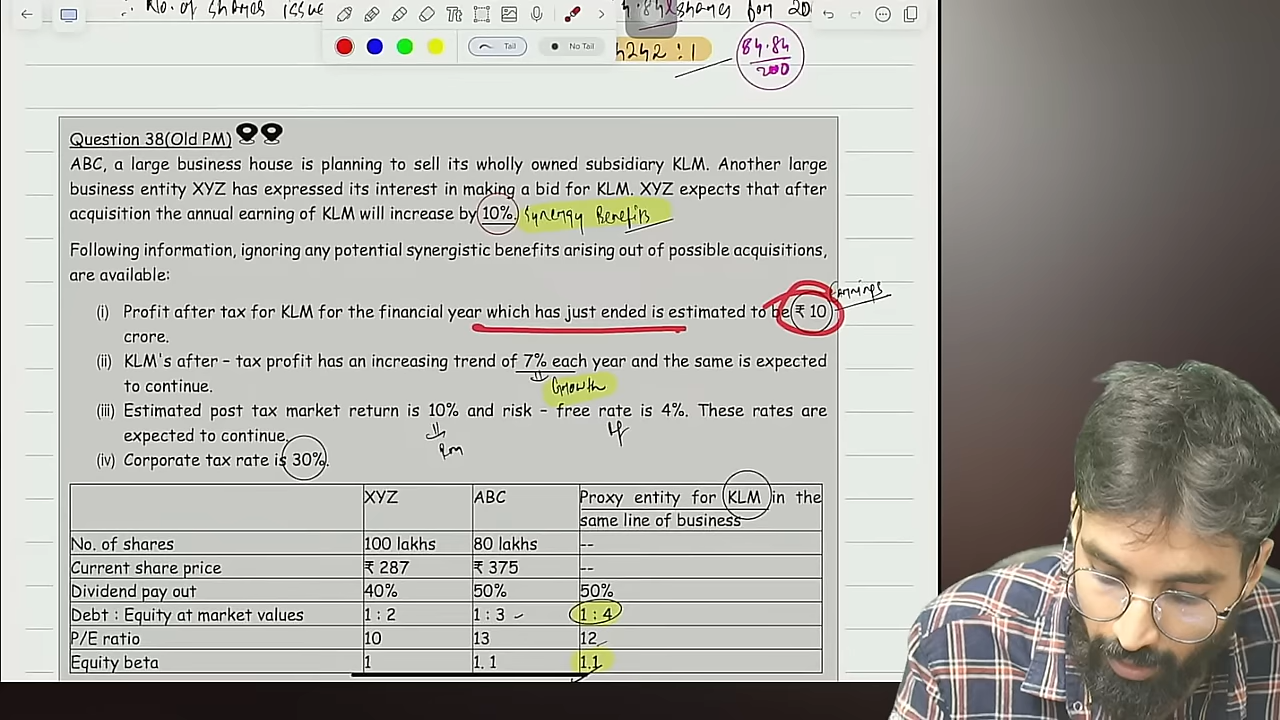 ∴ No. of shares issue
4.84 shares for 20
4242 : 1
84.84
200
Tail
No Tail
Question 38(Old PM)
ABC, a large business house is planning to sell its wholly owned subsidiary KLM. Another large
business entity XYZ has expressed its interest in making a bid for KLM. XYZ expects that after
acquisition the annual earning of KLM will increase by 10%. Synergy Benefits
Following information, ignoring any potential synergistic benefits arising out of possible acquisitions,
are available:
Earnings
(i) Profit after tax for KLM for the financial year which has just ended is estimated to be ₹ 10
crore.
(ii) KLM's after – tax profit has an increasing trend of 7% each year and the same is expected
to continue.
Growth
(iii) Estimated post tax market return is 10% and risk – free rate is 4%. These rates are
expected to continue.
Rm
rf
(iv) Corporate tax rate is 30%.
XYZ ABC Proxy entity for KLM in the
same line of business
No. of shares 100 lakhs 80 lakhs --
Current share price ₹ 287 ₹ 375 --
Dividend pay out 40% 50% 50%
Debt : Equity at market values 1 : 2 1 : 3 1 : 4
P/E ratio 10 13 12
Equity beta 1 1. 1 1.1